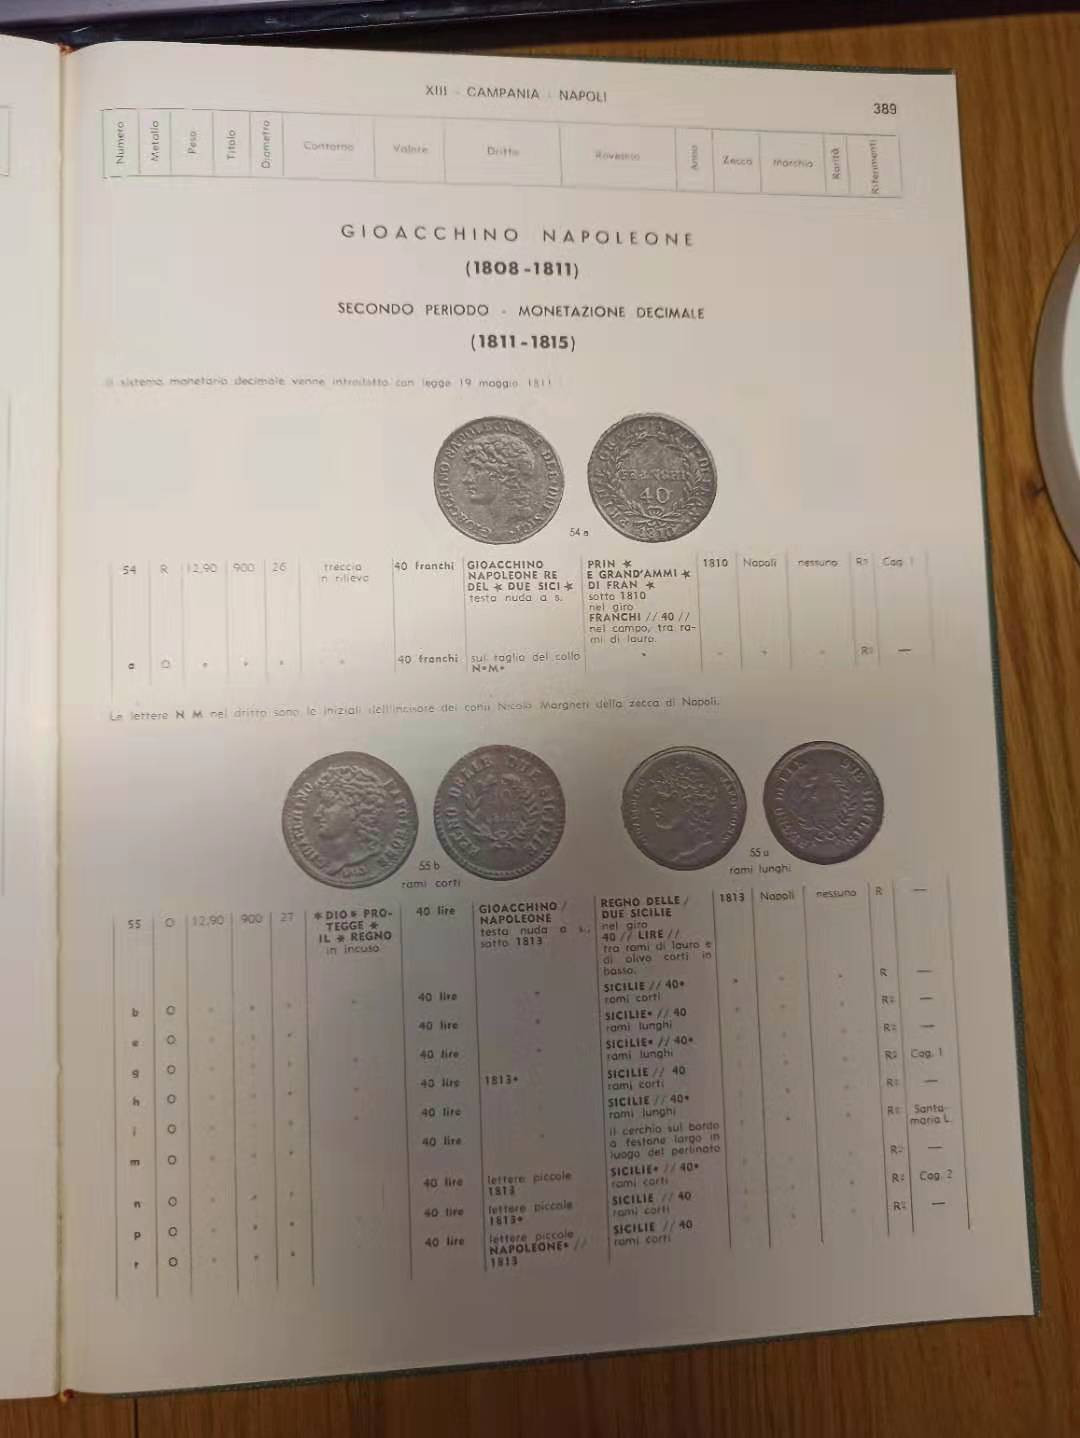 XIII - CAMPANIA - NAPOLI
389
Numero Metallo Peso Titolo Diametro Contorno Valore Dritto Rovescio Anno Zecca Marchio Rarità Riferimenti
GIOACCHINO NAPOLEONE
(1808-1811)
SECONDO PERIODO - MONETAZIONE DECIMALE
(1811-1815)
Il sistema monetario decimale venne introdotto con legge 19 maggio 1811
54 a
54 R 12,90 900 26 treccia 40 franchi GIOACCHINO PRIN * 1810 Napoli nessuno Cag. 1
in rilievo NAPOLEONE RE E GRAND'AMMI *
DEL * DUE SICI * DI FRAN *
testa nuda a s. sotto 1810
nel giro
FRANCHI // 40 //
nel campo, tra ra-
mi di lauro.
a O 40 franchi sul taglio del collo —
N*M*
Le lettere N M nel dritto sono le iniziali dell'incisore dei conii Nicola Morgheri della zecca di Napoli.
55 b
rami corti
55 a
rami lunghi
55 O 12,90 900 27 * DIO * PRO- 40 lire GIOACCHINO / REGNO DELLE / 1813 Napoli nessuno R —
TEGGE * NAPOLEONE DUE SICILIE
IL * REGNO testa nuda a s., nel giro
in incuso sotto 1813 40 // LIRE //
tra rami di lauro e
di olivo corti in
basso.
b O 40 lire SICILIE // 40* R —
rami corti
e O 40 lire SICILIE* // 40 —
rami lunghi
g O 40 lire SICILIE* // 40* —
rami lunghi
h O 40 lire 1813* SICILIE // 40 Cag. 1
rami corti
i O 40 lire SICILIE // 40* —
rami lunghi
m O 40 lire il cerchio sul bordo Santa-
a festone largo in maria L.
luogo del perlinato
n O 40 lire lettere piccole SICILIE* // 40* —
1813 rami corti
p O 40 lire lettere piccole SICILIE // 40 Cag. 2
1813* rami corti
r O 40 lire lettere piccole SICILIE // 40 —
NAPOLEONE* // rami corti
1813